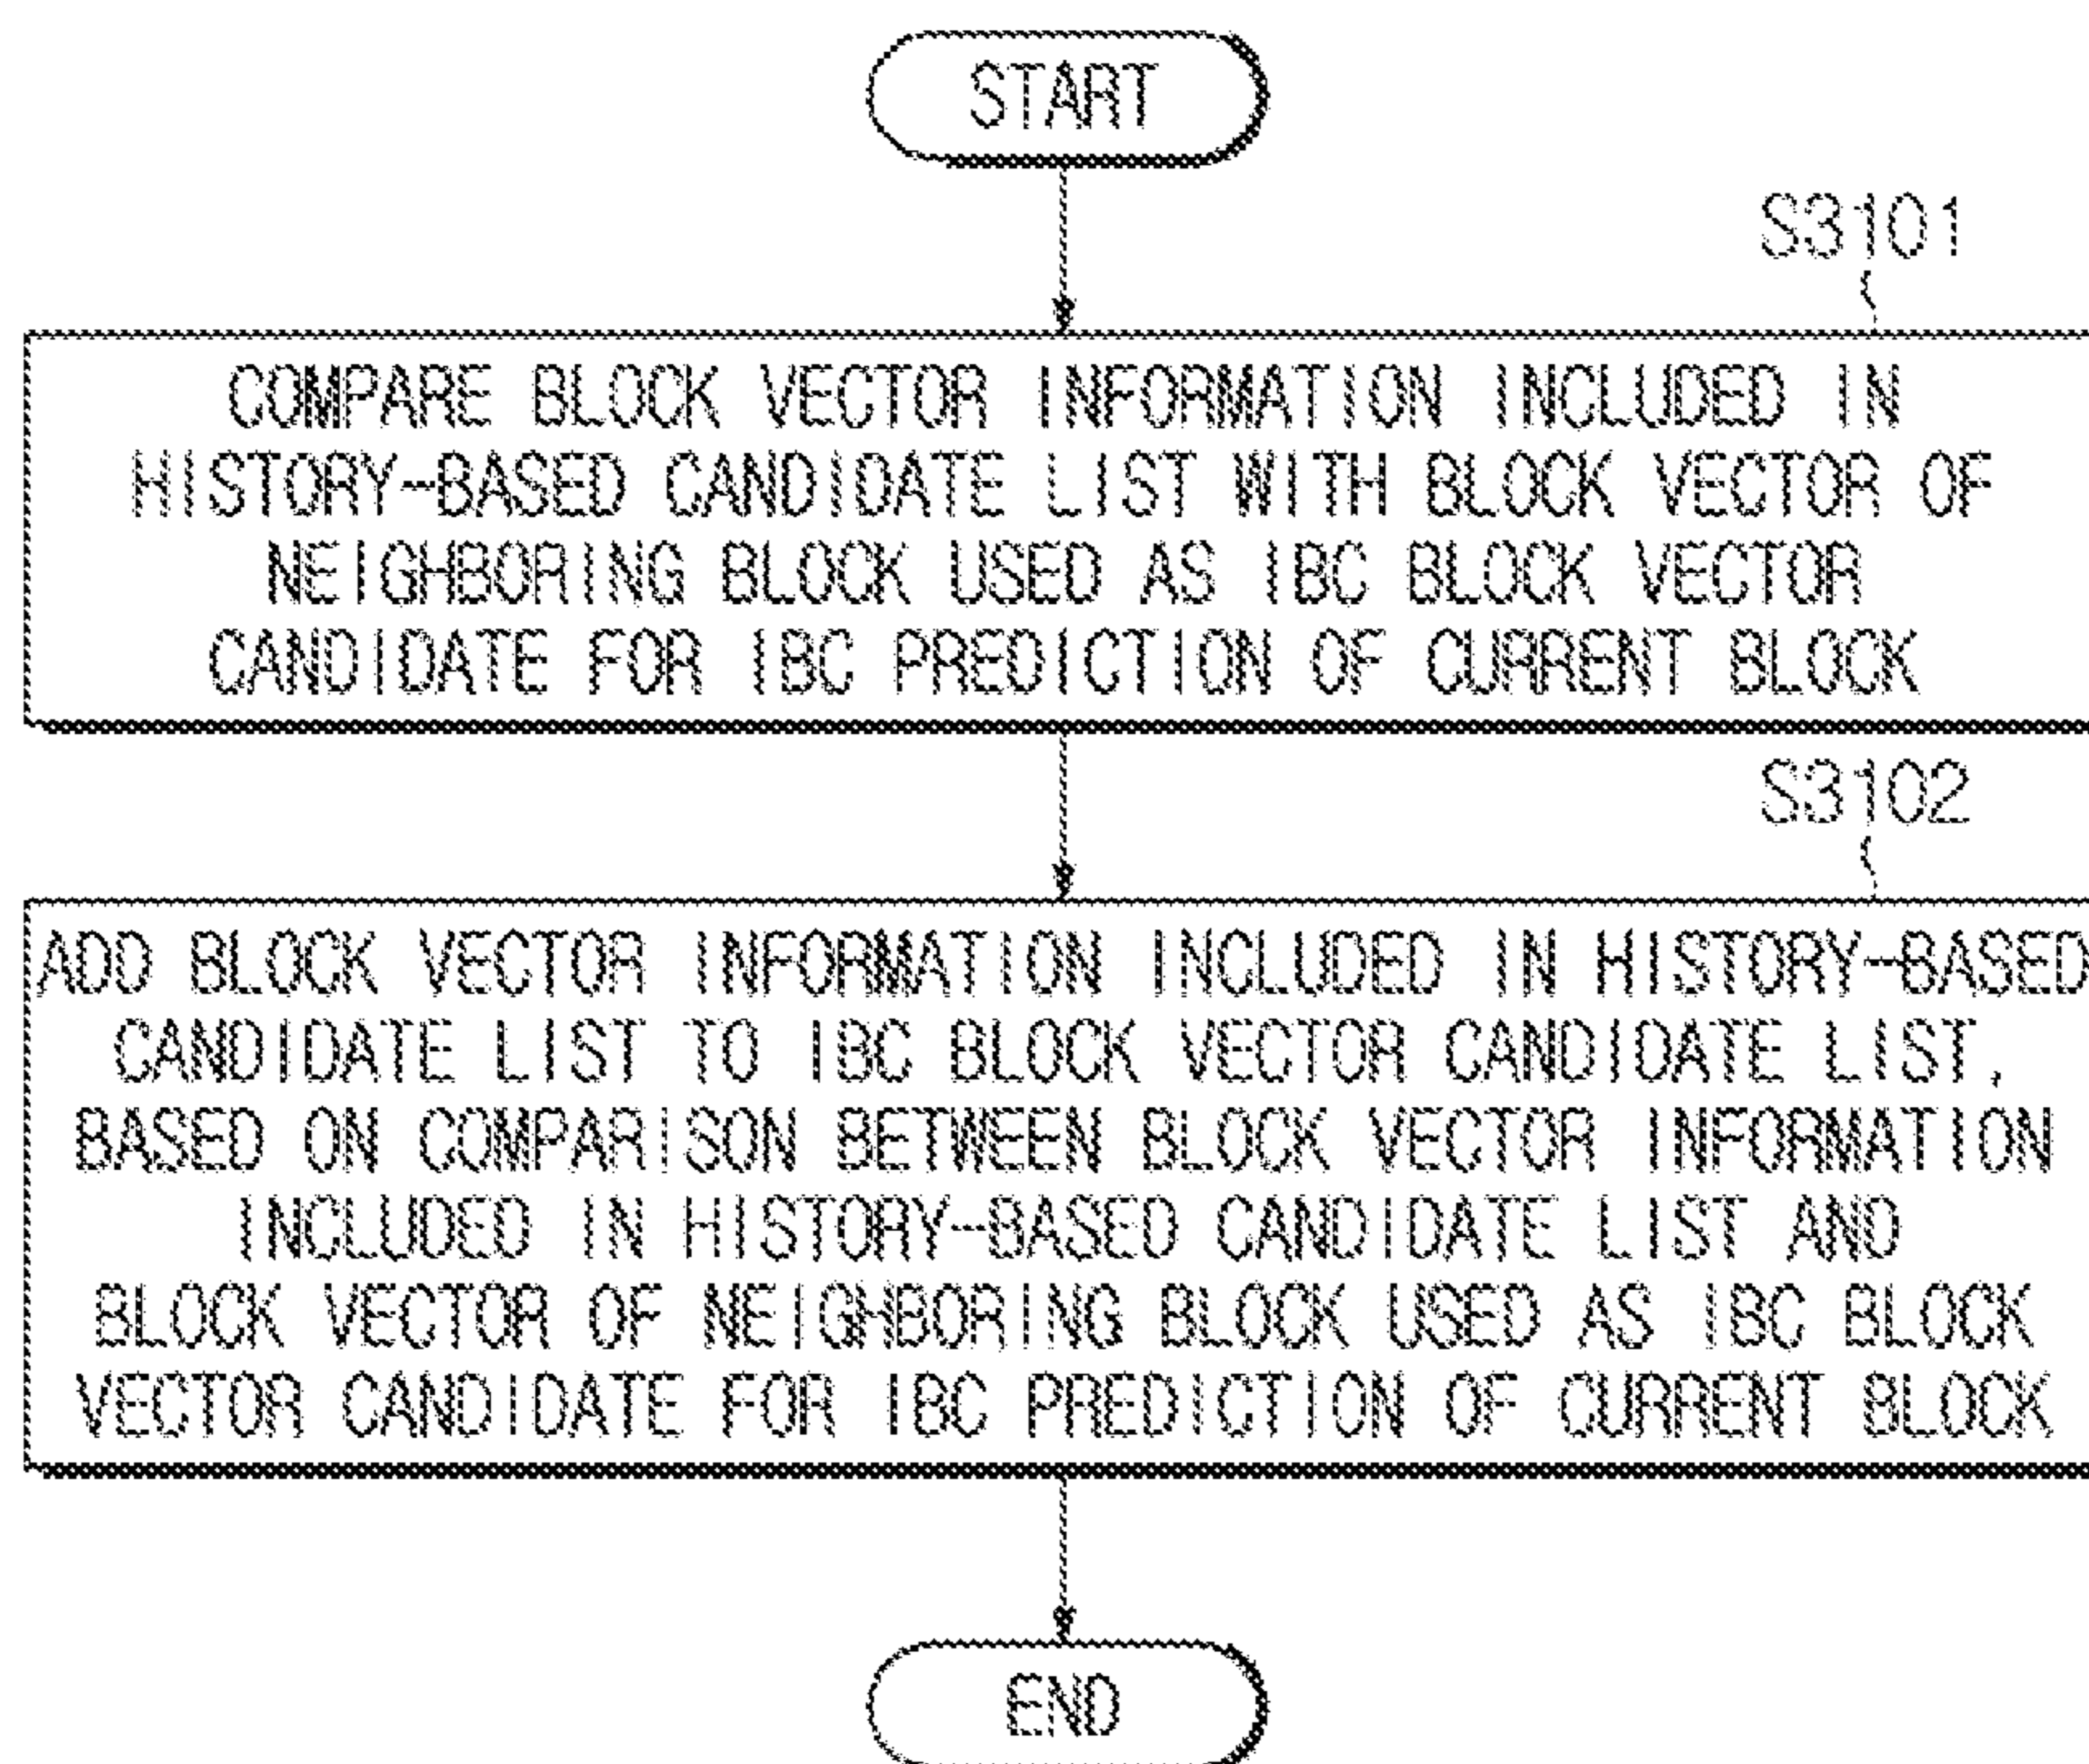 START
S3101
COMPARE BLOCK VECTOR INFORMATION INCLUDED IN
HISTORY-BASED CANDIDATE LIST WITH BLOCK VECTOR OF
NEIGHBORING BLOCK USED AS IBC BLOCK VECTOR
CANDIDATE FOR IBC PREDICTION OF CURRENT BLOCK
S3102
ADD BLOCK VECTOR INFORMATION INCLUDED IN HISTORY-BASED
CANDIDATE LIST TO IBC BLOCK VECTOR CANDIDATE LIST,
BASED ON COMPARISON BETWEEN BLOCK VECTOR INFORMATION
INCLUDED IN HISTORY-BASED CANDIDATE LIST AND
BLOCK VECTOR OF NEIGHBORING BLOCK USED AS IBC BLOCK
VECTOR CANDIDATE FOR IBC PREDICTION OF CURRENT BLOCK
END